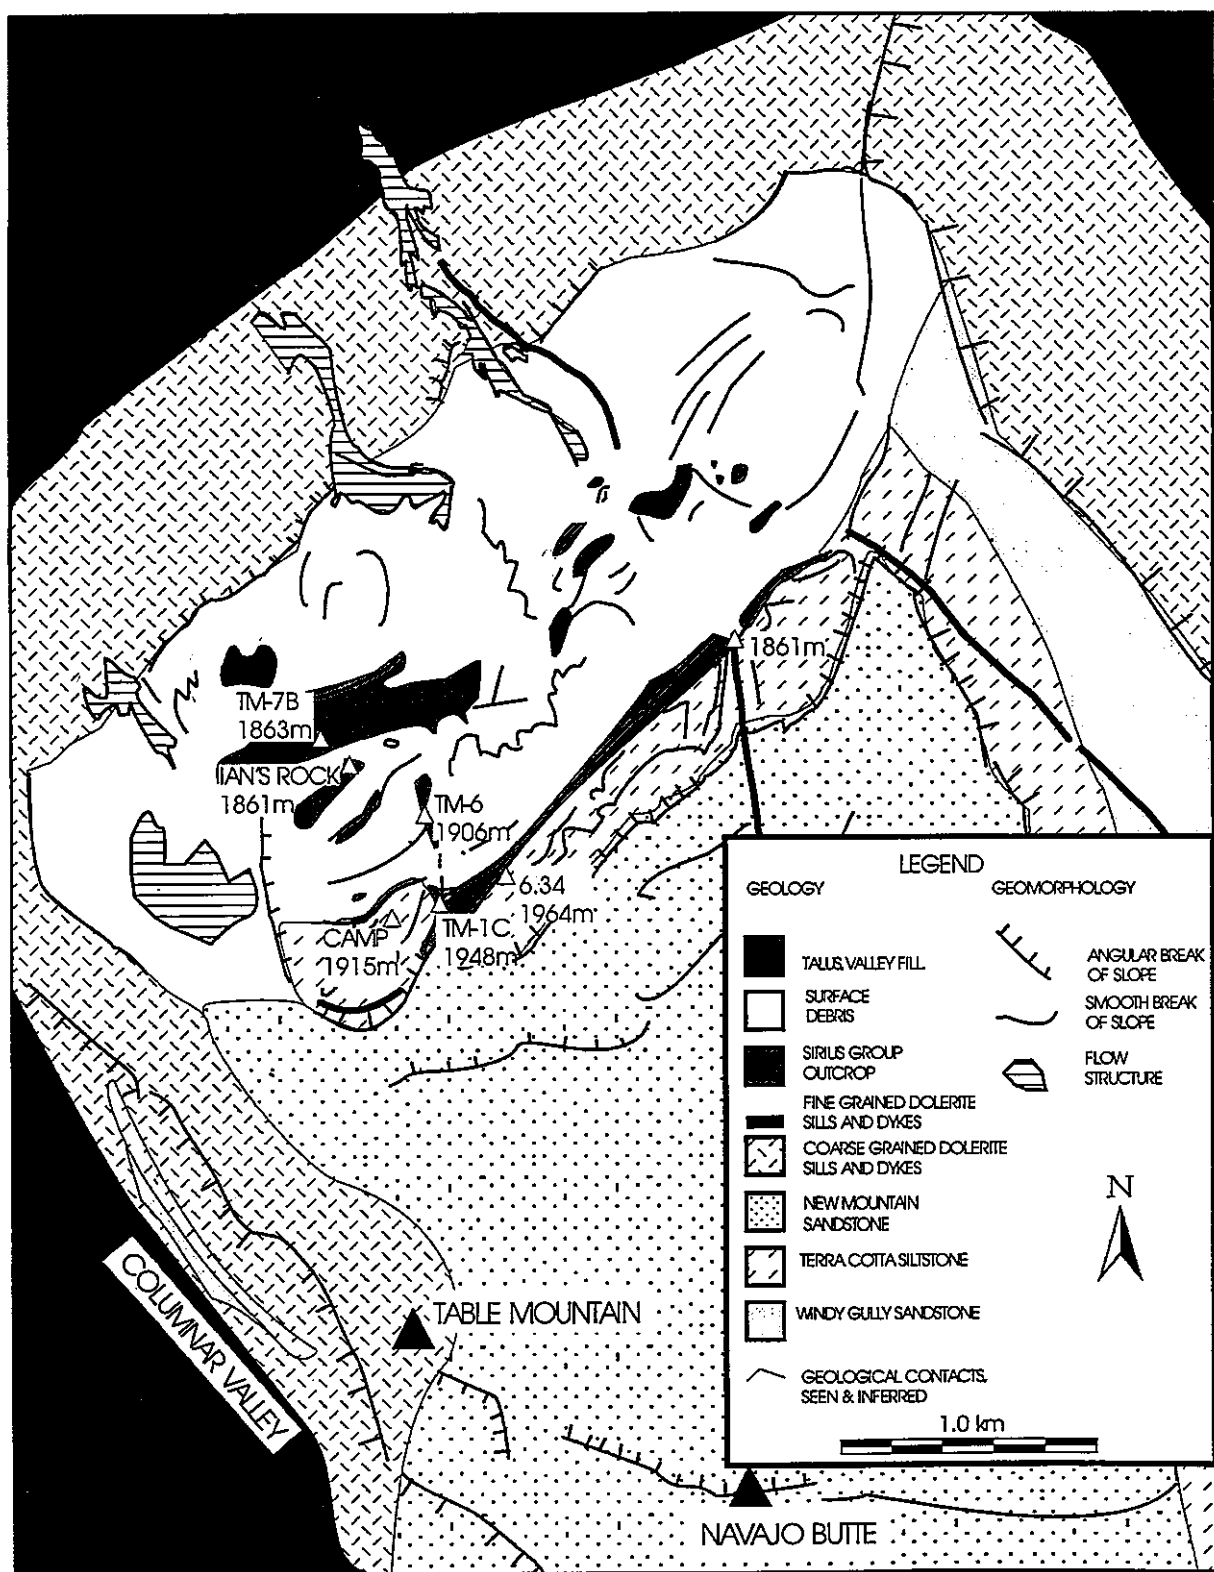 1861m
TM-7B
1863m
IAN'S ROCK
1861m
TM-6
1906m
6.34
1964m
TM-1C
1948m
CAMP
1915m
COLUMNAR VALLEY
TABLE MOUNTAIN
NAVAJO BUTTE
LEGEND
GEOLOGY
TALUS, VALLEY FILL
SURFACE
DEBRIS
SIRIUS GROUP
OUTCROP
FINE GRAINED DOLERITE
SILLS AND DYKES
COARSE GRAINED DOLERITE
SILLS AND DYKES
NEW MOUNTAIN
SANDSTONE
TERRA COTTA SILTSTONE
WINDY GULLY SANDSTONE
GEOLOGICAL CONTACTS,
SEEN & INFERRED
GEOMORPHOLOGY
ANGULAR BREAK
OF SLOPE
SMOOTH BREAK
OF SLOPE
FLOW
STRUCTURE
N
1.0 km